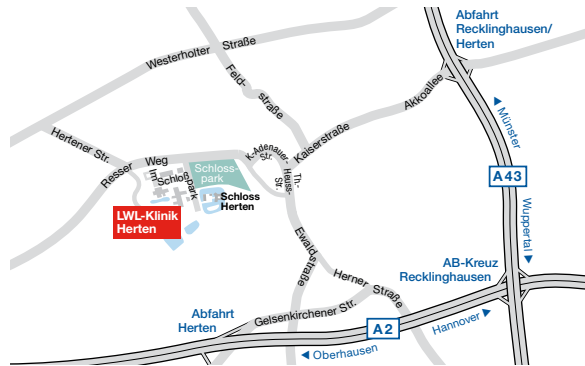 Abfahrt
Recklinghausen/
Herten
Westerholter Straße
Feld-
straße
Akkoallee
Münster
Hertener Str.
Kaiserstraße
K-Adenauer-
Str.
Resser Weg
Im Schlosspark
Schloss-
park
Th.-
Heuss-
Str.
A43
Schloss
Herten
LWL-Klinik
Herten
Wuppertal
Ewaldstraße
AB-Kreuz
Recklinghausen
Herner Straße
Abfahrt
Herten
Gelsenkirchener Str.
A2
Hannover
Oberhausen